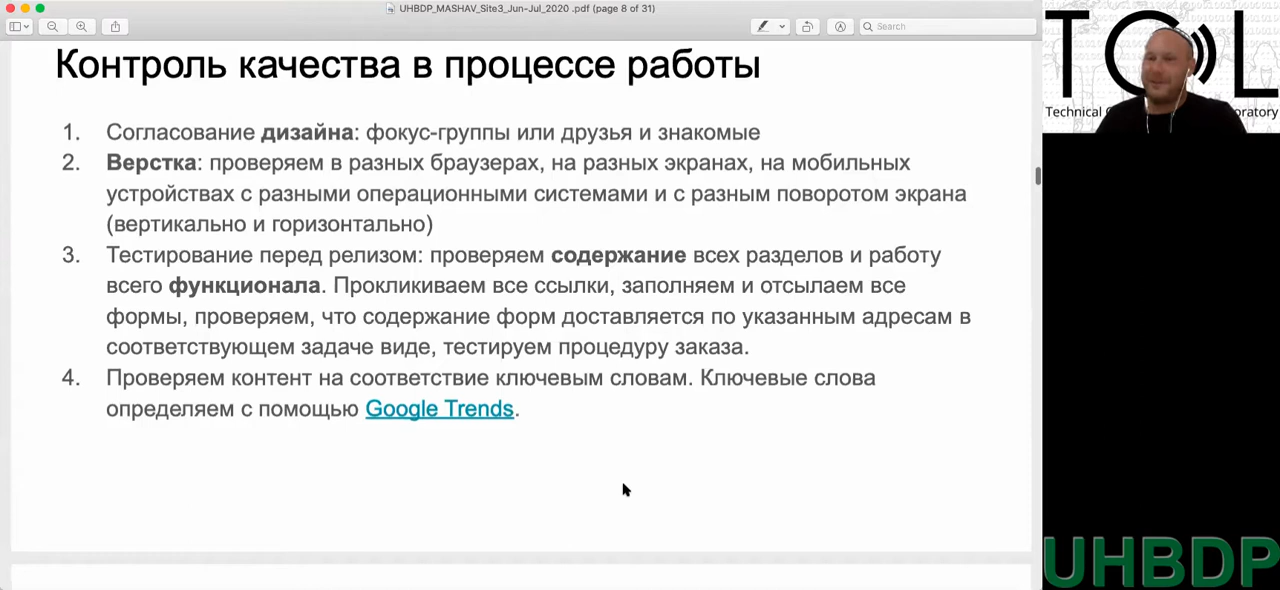 UHBDP_MASHAV_Site3_Jun-Jul_2020 .pdf (page 8 of 31)
Search
Контроль качества в процессе работы
1. Согласование дизайна: фокус-группы или друзья и знакомые
2. Верстка: проверяем в разных браузерах, на разных экранах, на мобильных
устройствах с разными операционными системами и с разным поворотом экрана
(вертикально и горизонтально)
3. Тестирование перед релизом: проверяем содержание всех разделов и работу
всего функционала. Прокликиваем все ссылки, заполняем и отсылаем все
формы, проверяем, что содержание форм доставляется по указанным адресам в
соответствующем задаче виде, тестируем процедуру заказа.
4. Проверяем контент на соответствие ключевым словам. Ключевые слова
определяем с помощью Google Trends.
Technical
UHBDP